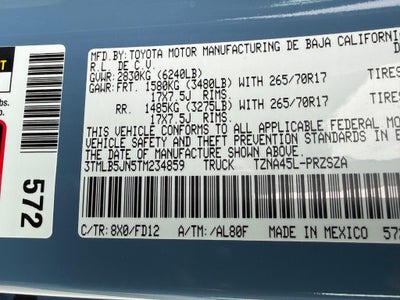 MFD.BY:TOYOTA MOTOR MANUFACTURING DE BAJA CALIFORNI
R.L. DE C.V.
GVWR:2830KG (6240LB)
GAWR:FRT. 1580KG (3480LB) WITH 265/70R17 TIRES
17X7.5J RIMS.
RR. 1485KG (3275LB) WITH 265/70R17 TIRES
17X7.5J RIMS.
THIS VEHICLE CONFORMS TO ALL APPLICABLE FEDERAL MO
VEHICLE SAFETY AND THEFT PREVENTION STANDARDS IN E
THE DATE OF MANUFACTURE SHOWN ABOVE.
3TMLB5JN5TM234859 TRUCK TZNA45L-PRZSZA
C/TR:8X0/FD12 A/TM:/AL80F MADE IN MEXICO 572
572
bs.